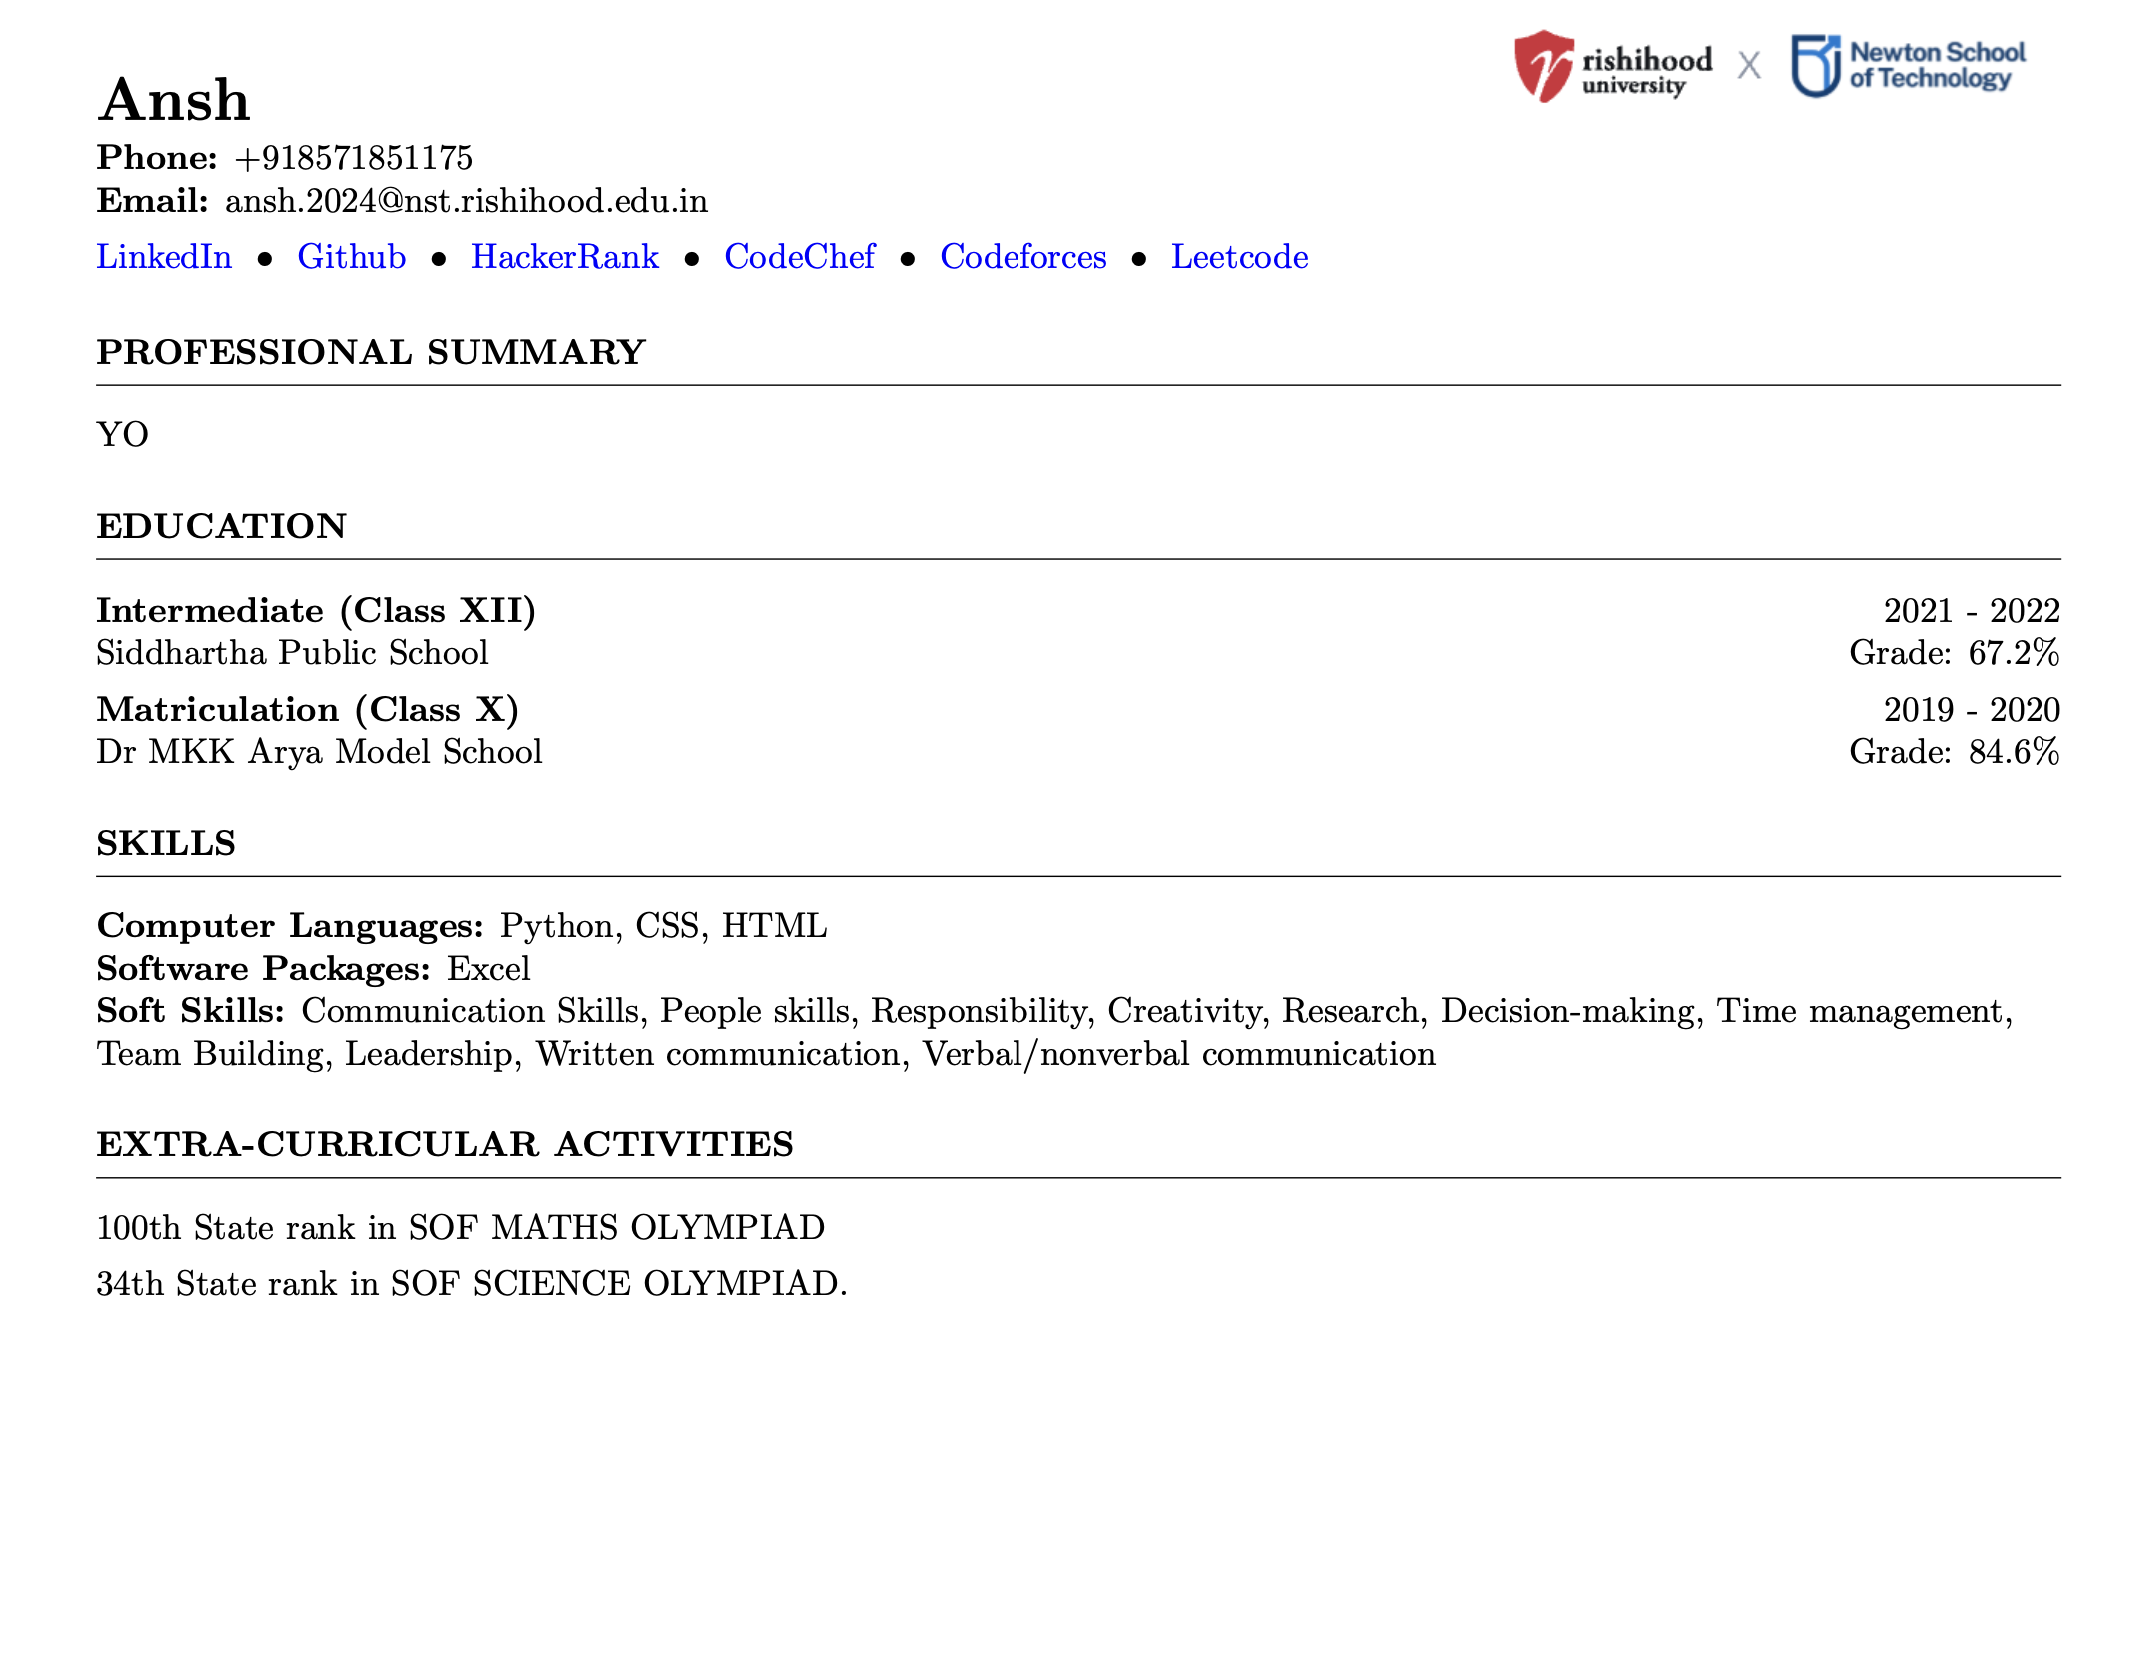 rishihood
university
X
Newton School
of Technology
Ansh
Phone: +918571851175
Email: ansh.2024@nst.rishihood.edu.in
LinkedIn • Github • HackerRank • CodeChef • Codeforces • Leetcode
PROFESSIONAL SUMMARY
YO
EDUCATION
Intermediate (Class XII) 2021 - 2022
Siddhartha Public School Grade: 67.2%
Matriculation (Class X) 2019 - 2020
Dr MKK Arya Model School Grade: 84.6%
SKILLS
Computer Languages: Python, CSS, HTML
Software Packages: Excel
Soft Skills: Communication Skills, People skills, Responsibility, Creativity, Research, Decision-making, Time management,
Team Building, Leadership, Written communication, Verbal/nonverbal communication
EXTRA-CURRICULAR ACTIVITIES
100th State rank in SOF MATHS OLYMPIAD
34th State rank in SOF SCIENCE OLYMPIAD.